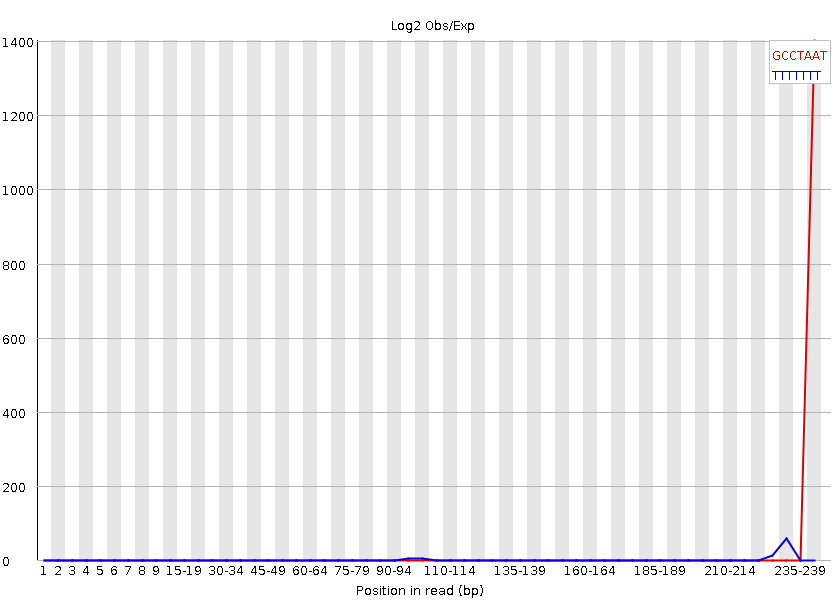 Log2 Obs/Exp
1400
1200
1000
800
600
400
200
0
GCCTAAT
TTTTTTT
1 2 3 4 5 6 7 8 9 15-19 30-34 45-49 60-64 75-79 90-94 110-114 135-139 160-164 185-189 210-214 235-239
Position in read (bp)